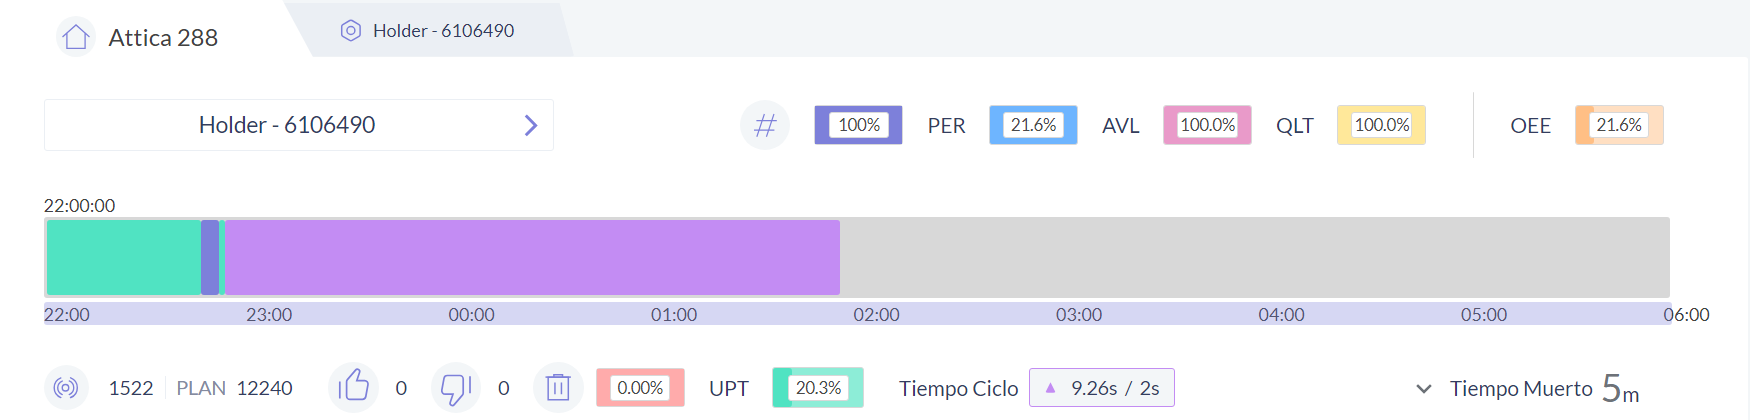 Attica 288 Holder - 6106490
Holder - 6106490 100% PER 21.6% AVL 100.0% QLT 100.0% OEE 21.6%
22:00:00
22:00 23:00 00:00 01:00 02:00 03:00 04:00 05:00 06:00
1522 PLAN 12240 0 0 0.00% UPT 20.3% Tiempo Ciclo 9.26s / 2s Tiempo Muerto 5m